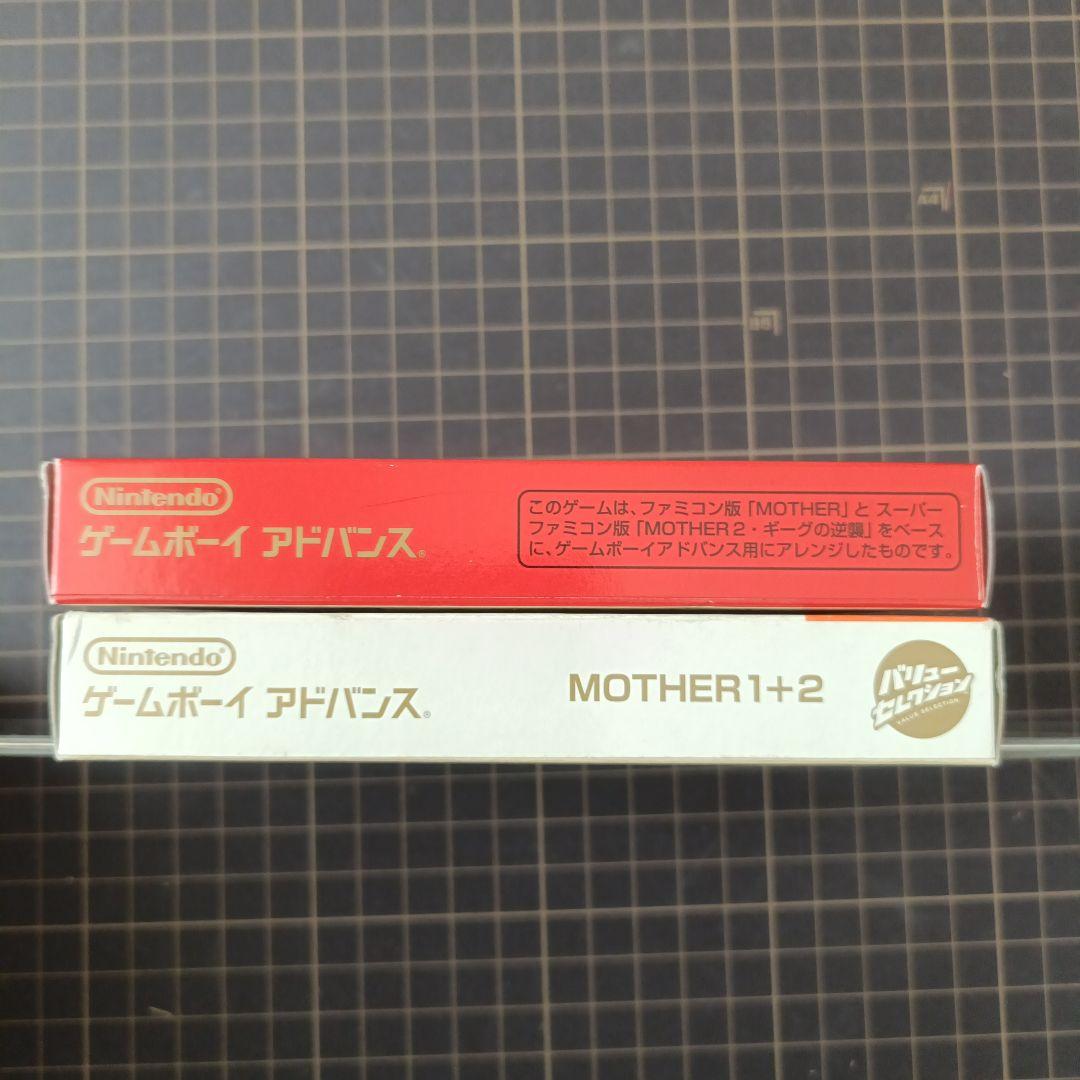 A4
B5
Nintendo®
ゲームボーイ アドバンス®
このゲームは、ファミコン版「MOTHER」と スーパー
ファミコン版「MOTHER 2・ギーグの逆襲」をベース
に、ゲームボーイアドバンス用にアレンジしたものです。
Nintendo®
ゲームボーイ アドバンス®
MOTHER 1+2
バリュー
セレクション
VALUE SELECTION